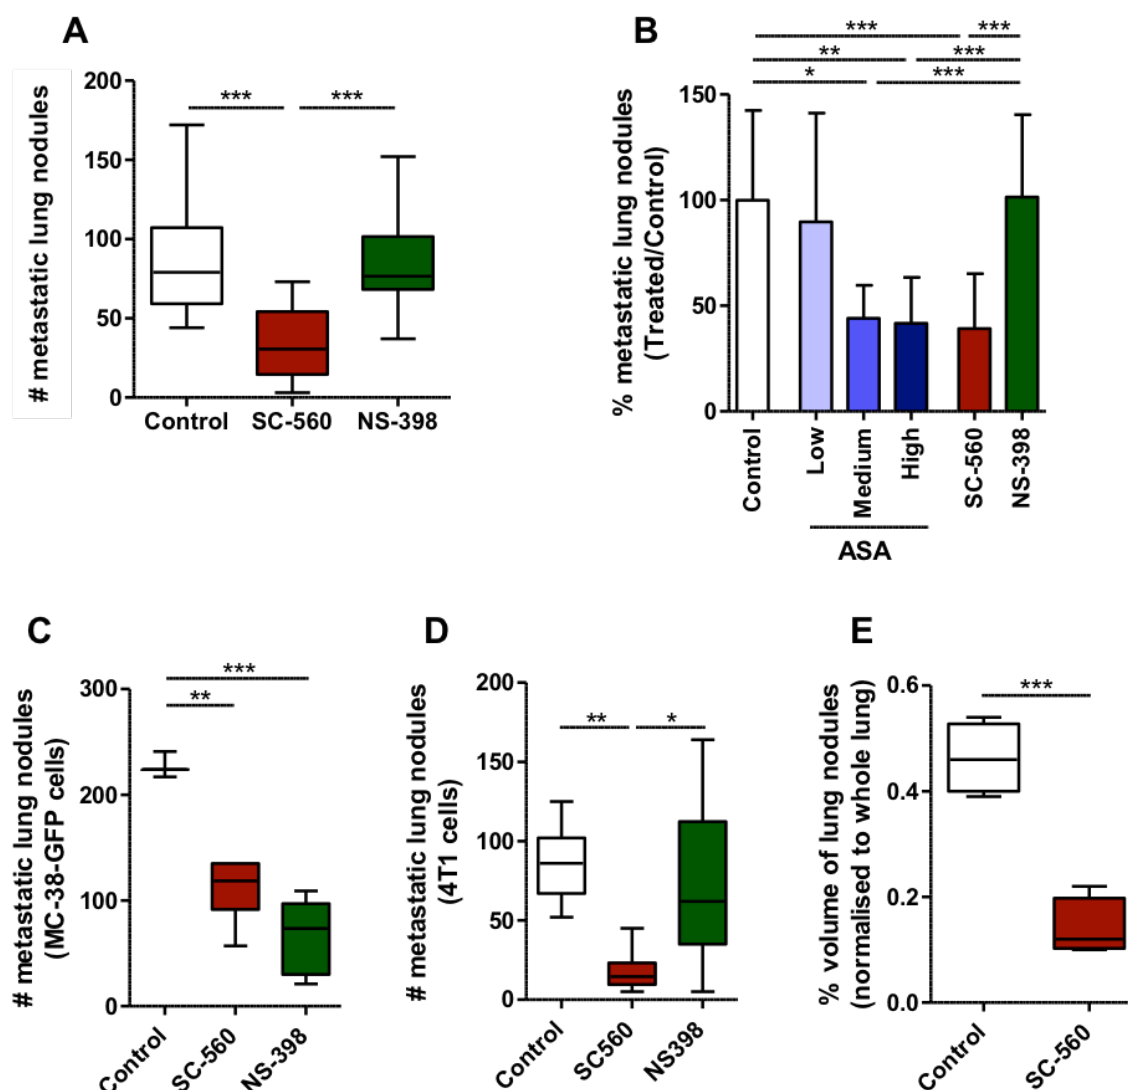 A
# metastatic lung nodules
200
150
100
50
0
*** ***
Control SC-560 NS-398
B
% metastatic lung nodules
(Treated/Control)
150
100
50
0
*** ***
** ***
* ***
Control
Low
Medium
High
SC-560
NS-398
ASA
C
# metastatic lung nodules
(MC-38-GFP cells)
300
200
100
0
***
**
Control
SC-560
NS-398
D
# metastatic lung nodules
(4T1 cells)
200
150
100
50
0
** *
Control
SC560
NS398
E
% volume of lung nodules
(normalised to whole lung)
0.6
0.4
0.2
0.0
***
Control
SC-560